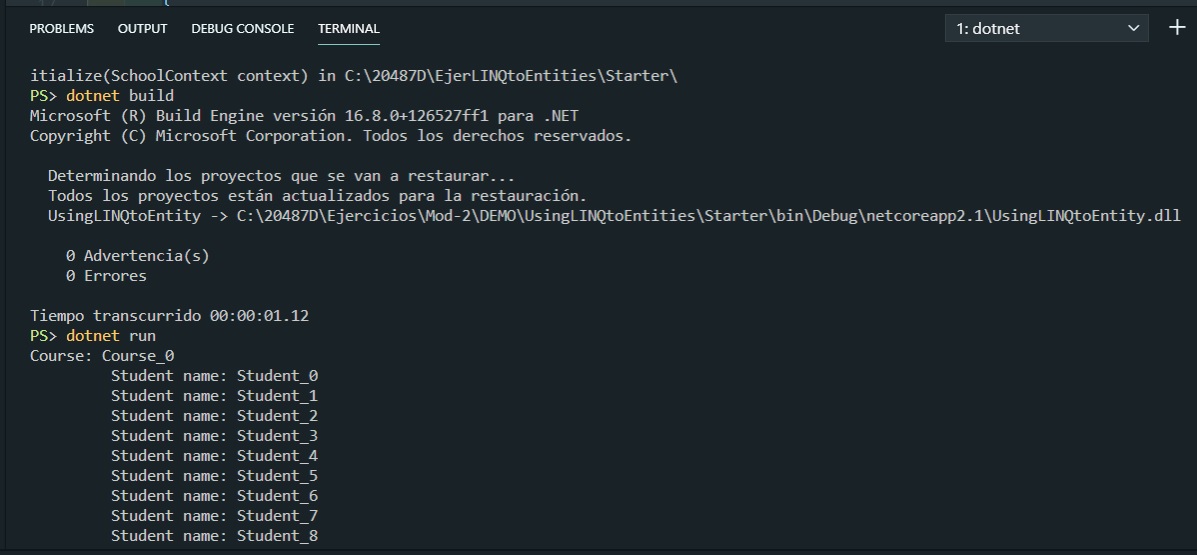 PROBLEMS OUTPUT DEBUG CONSOLE TERMINAL 1: dotnet
itialize(SchoolContext context) in C:\20487D\EjerLINQtoEntities\Starter\
PS> dotnet build
Microsoft (R) Build Engine versión 16.8.0+126527ff1 para .NET
Copyright (C) Microsoft Corporation. Todos los derechos reservados.
Determinando los proyectos que se van a restaurar...
Todos los proyectos están actualizados para la restauración.
UsingLINQtoEntity -> C:\20487D\Ejercicios\Mod-2\DEMO\UsingLINQtoEntities\Starter\bin\Debug\netcoreapp2.1\UsingLINQtoEntity.dll
0 Advertencia(s)
0 Errores
Tiempo transcurrido 00:00:01.12
PS> dotnet run
Course: Course_0
Student name: Student_0
Student name: Student_1
Student name: Student_2
Student name: Student_3
Student name: Student_4
Student name: Student_5
Student name: Student_6
Student name: Student_7
Student name: Student_8